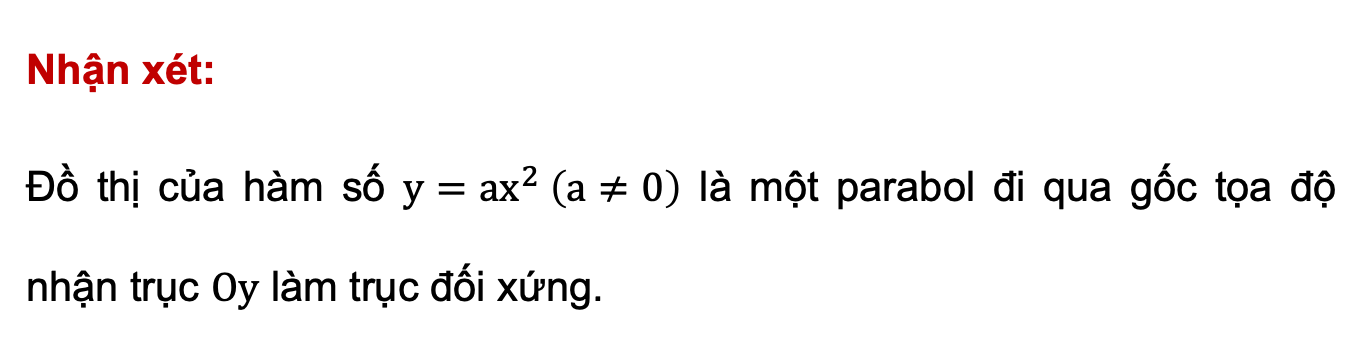 Nhận xét:
Đồ thị của hàm số y = ax² (a ≠ 0) là một parabol đi qua gốc tọa độ
nhận trục Oy làm trục đối xứng.